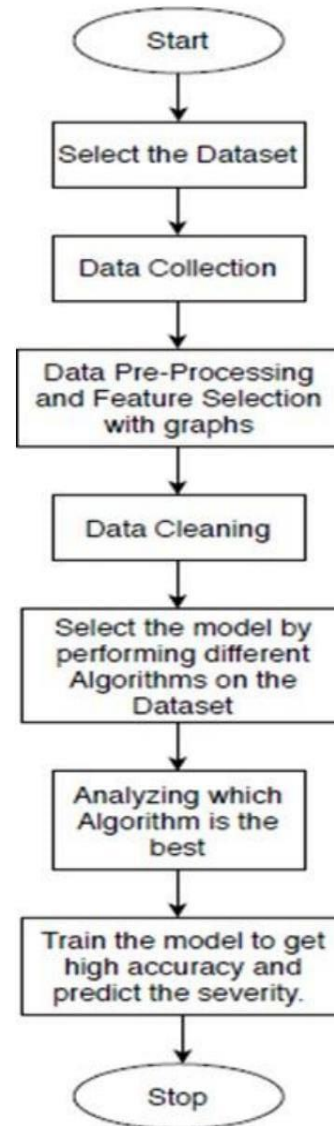 Start
Select the Dataset
Data Collection
Data Pre-Processing
and Feature Selection
with graphs
Data Cleaning
Select the model by
performing different
Algorithms on the
Dataset
Analyzing which
Algorithm is the
best
Train the model to get
high accuracy and
predict the severity.
Stop